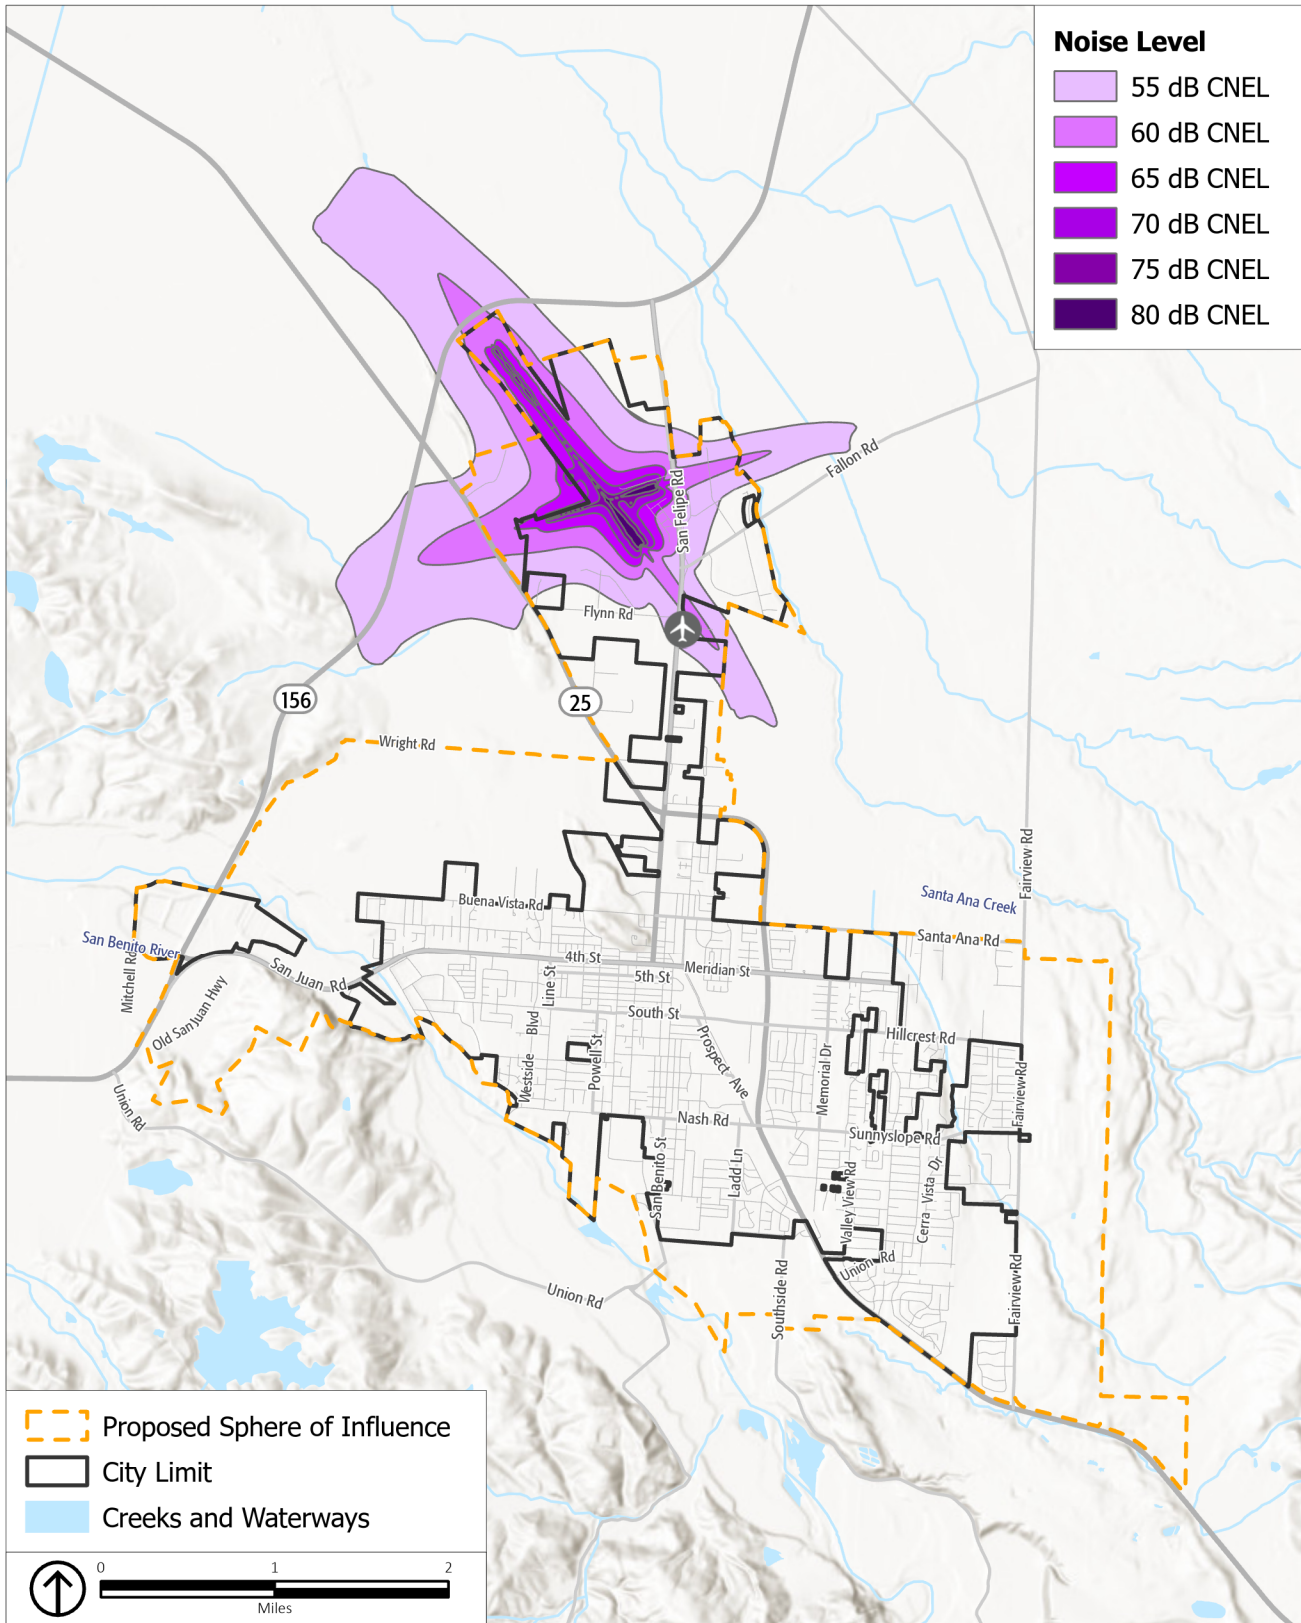 Noise Level
55 dB CNEL
60 dB CNEL
65 dB CNEL
70 dB CNEL
75 dB CNEL
80 dB CNEL
Fallon Rd
San Felipe Rd
Flynn Rd
156
25
Wright Rd
Fairview Rd
Santa Ana Creek
Buena Vista Rd
Santa Ana Rd
San Benito River
Mitchell Rd
4th St
5th St
Meridian St
San Juan Rd
Line St
Old San Juan Hwy
South St
Hillcrest Rd
Westside Blvd
Powell St
Prospect Ave
Memorial Dr
Fairview Rd
Union Rd
Nash Rd
Sunnyslope Rd
San Benito St
Ladd Ln
Valley View Rd
Cerra Vista Dr
Union Rd
Union Rd
Southside Rd
Fairview Rd
Proposed Sphere of Influence
City Limit
Creeks and Waterways
0 1 2
Miles